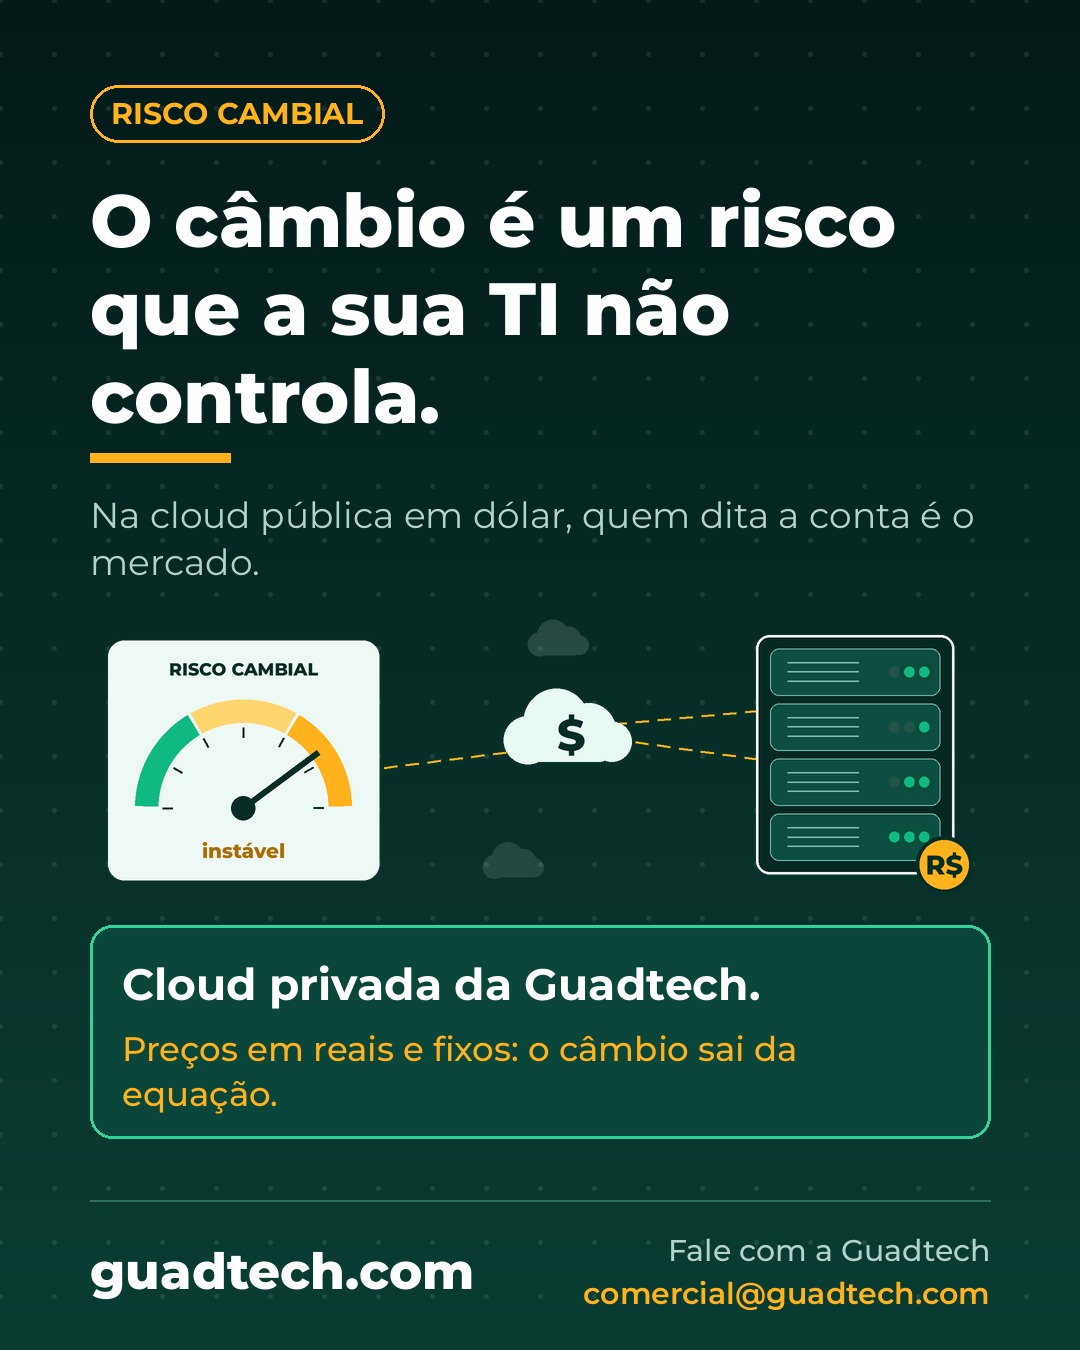 RISCO CAMBIAL
O câmbio é um risco
que a sua TI não
controla.
Na cloud pública em dólar, quem dita a conta é o
mercado.
RISCO CAMBIAL
instável
$
R$
Cloud privada da Guadtech.
Preços em reais e fixos: o câmbio sai da
equação.
guadtech.com
Fale com a Guadtech
comercial@guadtech.com